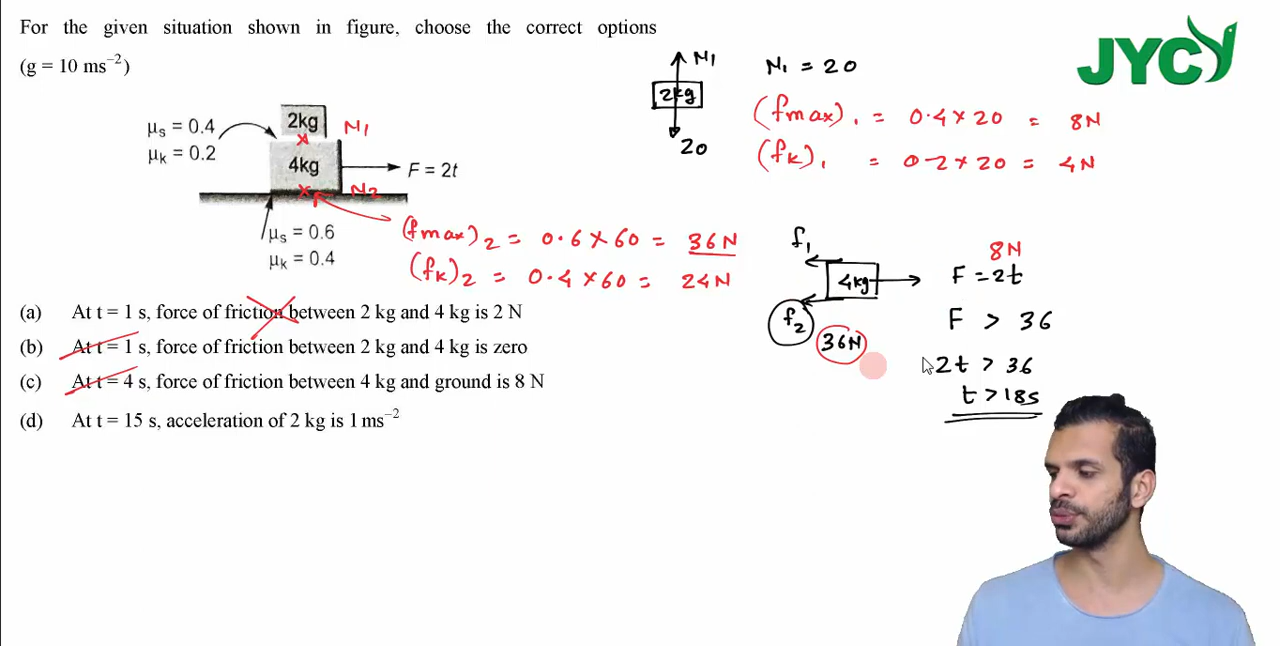 For the given situation shown in figure, choose the correct options
(g = 10 ms⁻²)
JYC
2kg
4kg
μs = 0.4
μk = 0.2
F = 2t
μs = 0.6
μk = 0.4
N1
N2
(fmax)2 = 0.6 × 60 = 36N
(fk)2 = 0.4 × 60 = 24N
(a) At t = 1 s, force of friction between 2 kg and 4 kg is 2 N
(b) At t = 1 s, force of friction between 2 kg and 4 kg is zero
(c) At t = 4 s, force of friction between 4 kg and ground is 8 N
(d) At t = 15 s, acceleration of 2 kg is 1 ms⁻²
N1
2kg
20
N1 = 20
(fmax)1 = 0.4 × 20 = 8N
(fk)1 = 0.2 × 20 = 4N
f1
4kg
f2
36N
8N
F = 2t
F > 36
2t > 36
t > 18s